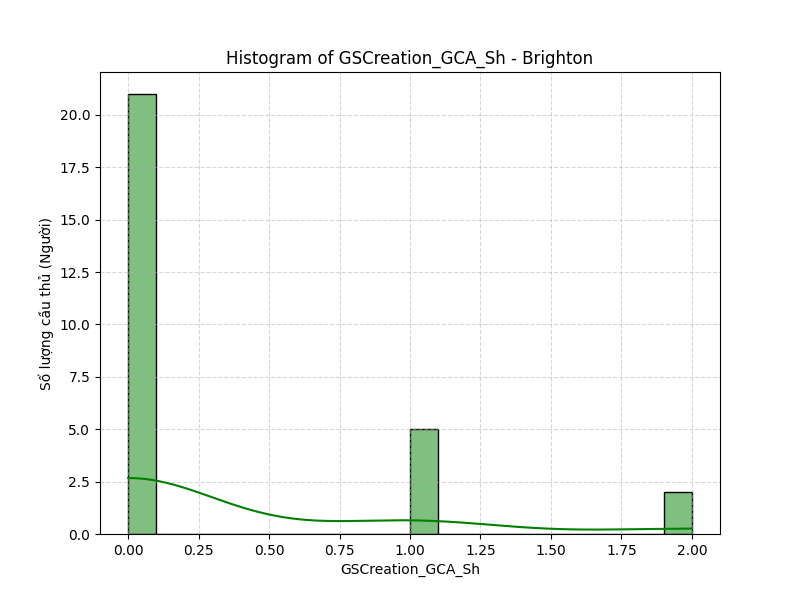 Histogram of GSCreation_GCA_Sh - Brighton
Số lượng cầu thủ (Người)
20.0
17.5
15.0
12.5
10.0
7.5
5.0
2.5
0.0
0.00 0.25 0.50 0.75 1.00 1.25 1.50 1.75 2.00
GSCreation_GCA_Sh